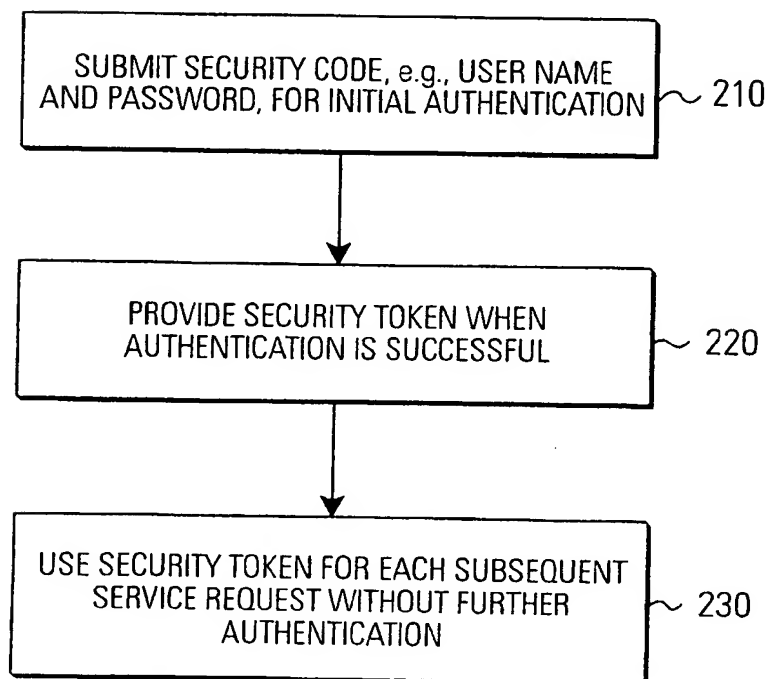 SUBMIT SECURITY CODE, e.g., USER NAME
AND PASSWORD, FOR INITIAL AUTHENTICATION
210
PROVIDE SECURITY TOKEN WHEN
AUTHENTICATION IS SUCCESSFUL
220
USE SECURITY TOKEN FOR EACH SUBSEQUENT
SERVICE REQUEST WITHOUT FURTHER
AUTHENTICATION
230